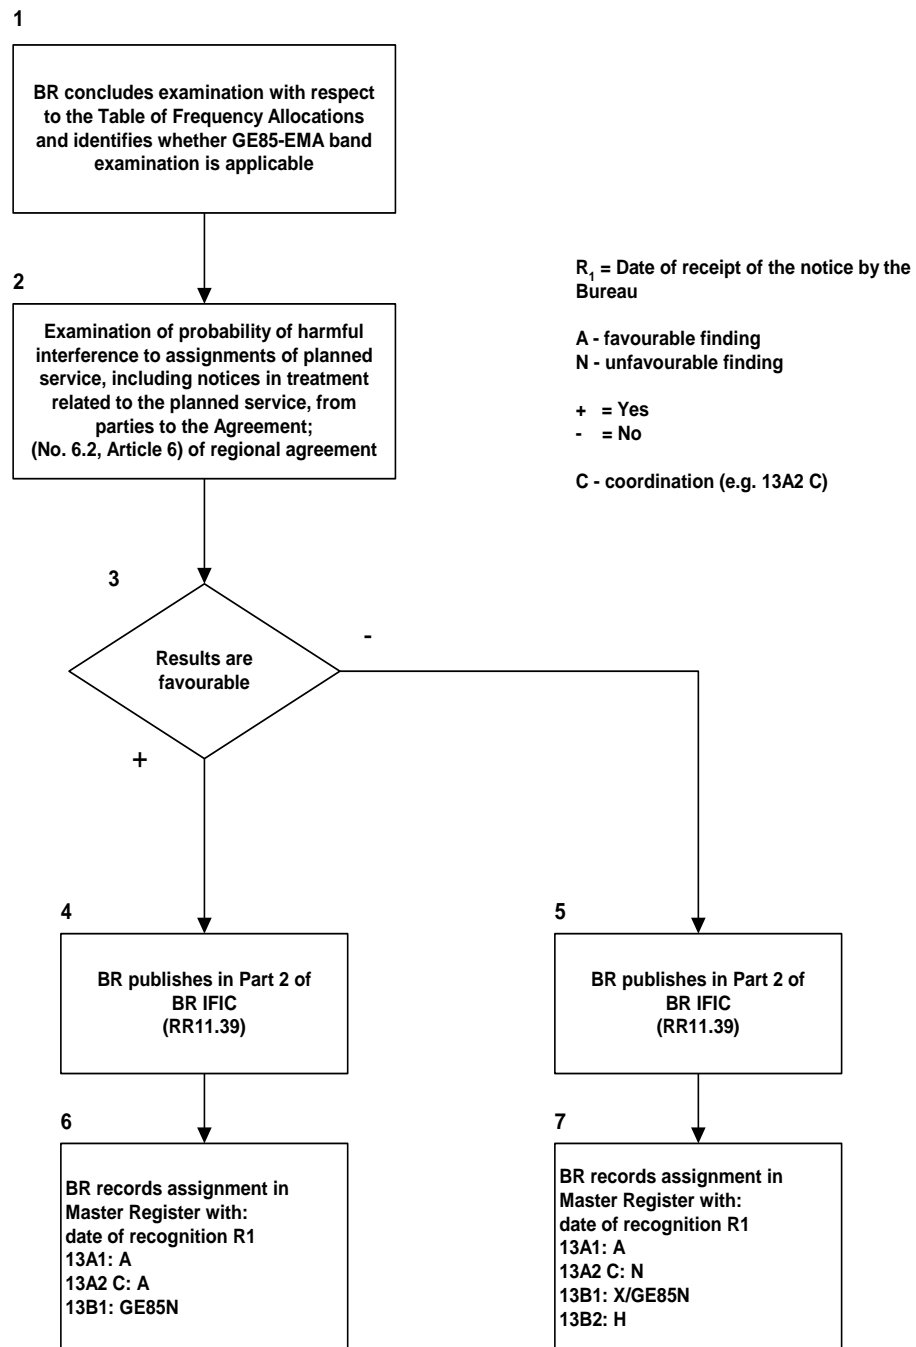 1
BR concludes examination with respect
to the Table of Frequency Allocations
and identifies whether GE85-EMA band
examination is applicable
2
Examination of probability of harmful
interference to assignments of planned
service, including notices in treatment
related to the planned service, from
parties to the Agreement;
(No. 6.2, Article 6) of regional agreement
R1 = Date of receipt of the notice by the
Bureau
A - favourable finding
N - unfavourable finding
+ = Yes
- = No
C - coordination (e.g. 13A2 C)
3
Results are
favourable
-
+
4
BR publishes in Part 2 of
BR IFIC
(RR11.39)
5
BR publishes in Part 2 of
BR IFIC
(RR11.39)
6
BR records assignment in
Master Register with:
date of recognition R1
13A1: A
13A2 C: A
13B1: GE85N
7
BR records assignment in
Master Register with:
date of recognition R1
13A1: A
13A2 C: N
13B1: X/GE85N
13B2: H